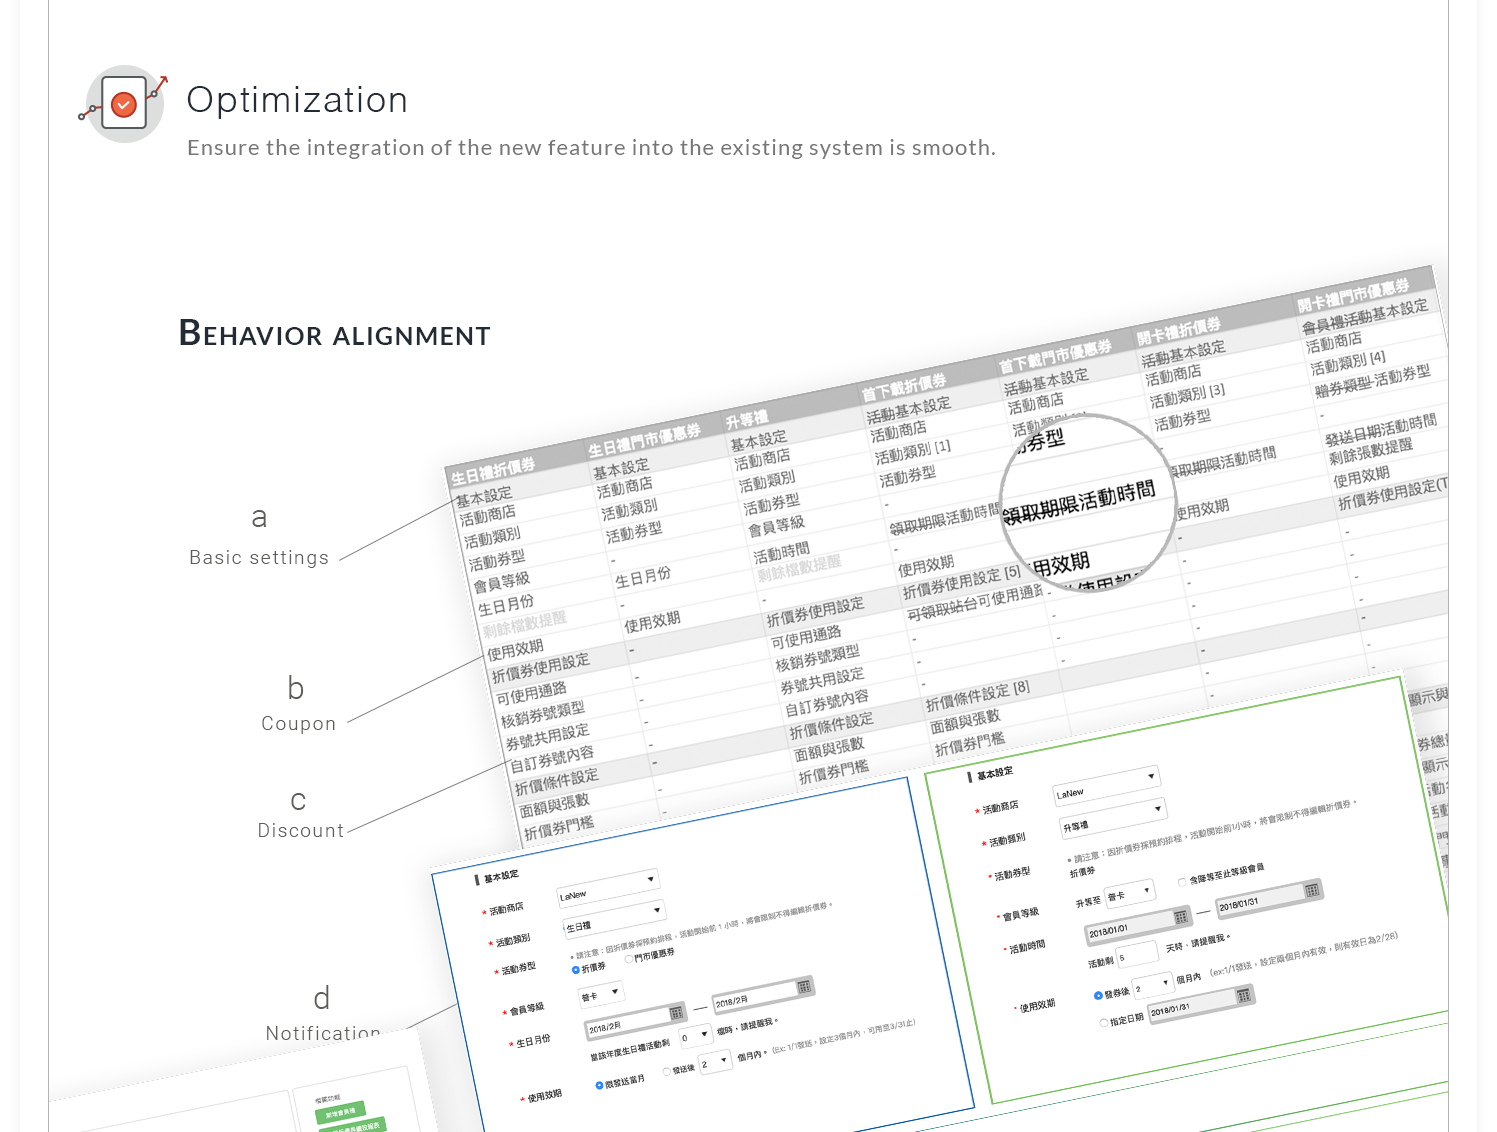 Optimization
Ensure the integration of the new feature into the existing system is smooth.
BEHAVIOR ALIGNMENT
a
Basic settings
b
Coupon
c
Discount
d
Notification
生日禮折價券
基本設定
活動商店
活動類別
活動券型
會員等級
生日月份
剩餘檔數提醒
使用效期
折價券使用設定
可使用通路
核銷券號類型
券號共用設定
自訂券號內容
折價條件設定
面額與張數
折價券門檻
生日禮門市優惠券
基本設定
活動商店
活動類別
活動券型
-
生日月份
-
使用效期
-
-
-
-
-
-
-
-
升等禮
基本設定
活動商店
活動類別
活動券型
會員等級
活動時間
剩餘檔數提醒
-
折價券使用設定
可使用通路
核銷券號類型
券號共用設定
自訂券號內容
折價條件設定
面額與張數
折價券門檻
首下載折價券
活動基本設定
活動商店
活動類別 [1]
活動券型
-
領取期限活動時間
-
使用效期
折價券使用設定 [5]
可領取站台可使用通路
-
-
-
折價條件設定 [8]
面額與張數
折價券門檻
首下載門市優惠券
活動基本設定
活動商店
活動類別
券型
領取期限活動時間
用效期
-
-
-
-
開卡禮折價券
活動基本設定
活動商店
活動類別 [3]
活動券型
-
領取期限活動時間
使用效期
-
-
-
-
-
-
-
-
開卡禮門市優惠券
會員禮活動基本設定
活動商店
活動類別 [4]
贈券類型 活動券型
-
發送日期活動時間
剩餘張數提醒
使用效期
折價券使用設定(T
-
-
-
-
-
-
-
顯示與
基本設定
* 活動商店
LaNew
* 活動類別
生日禮
• 請注意：因折價券採預約排程，活動開始前 1 小時，將會限制不得編輯折價券。
* 活動券型
折價券
門市優惠券
* 會員等級
普卡
* 生日月份
2018/2月
—
2018/2月
當該年度生日禮活動剩
0
檔時，請提醒我。
* 使用效期
限發送當月
發送後
2
個月內。
(Ex: 1/1發送，設定3個月內，可用至3/31止)
基本設定
* 活動商店
LaNew
* 活動類別
升等禮
• 請注意：因折價券採預約排程，活動開始前1小時，將會限制不得編輯折價券。
* 活動券型
折價券
* 會員等級
升等至
普卡
含降等至此等級會員
* 活動時間
2018/01/01
—
2018/01/31
活動剩
5
天時，請提醒我。
* 使用效期
發券後
2
個月內
(ex:1/1發送，設定兩個月內有效，則有效日為2/28)
指定日期
2018/01/31